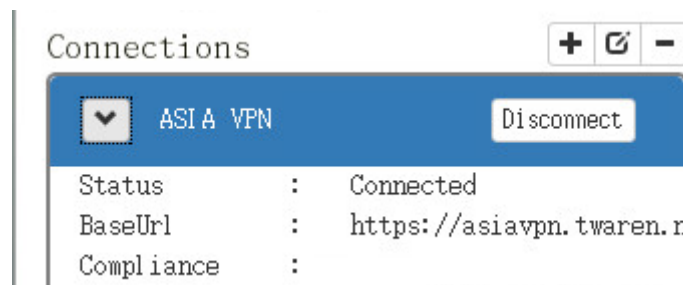 Connections
ASIA VPN Disconnect
Status : Connected
BaseUrl : https://asiavpn.twaren.
Compliance :